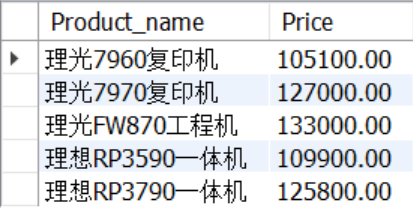 Product_name Price
理光7960复印机 105100.00
理光7970复印机 127000.00
理光FW870工程机 133000.00
理想RP3590一体机 109900.00
理想RP3790一体机 125800.00